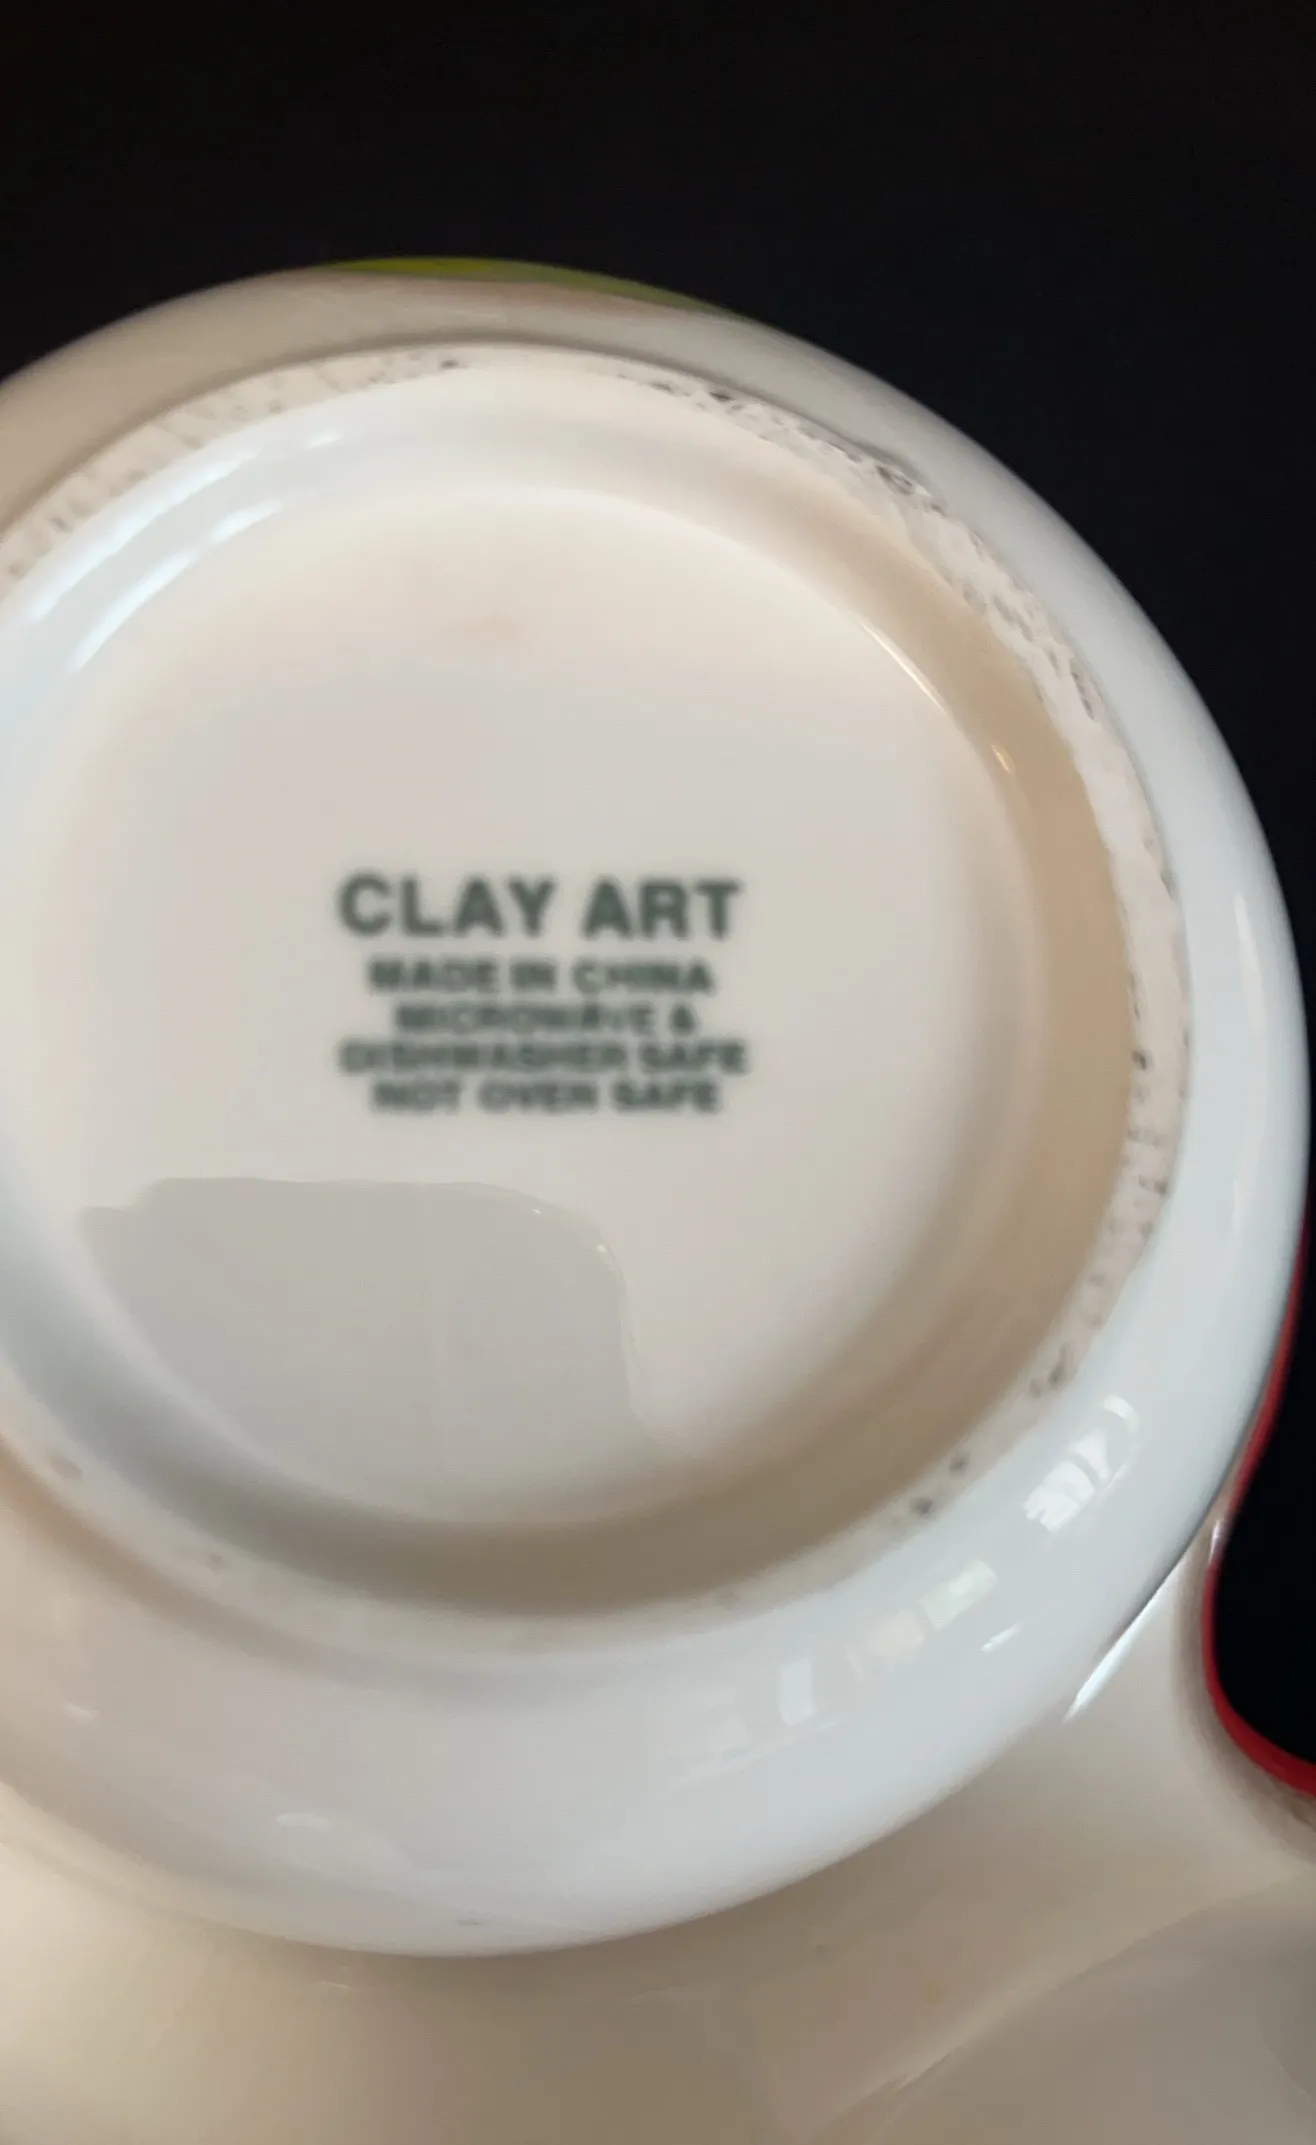 CLAY ART
MADE IN CHINA
MICROWAVE &
DISHWASHER SAFE
NOT OVEN SAFE